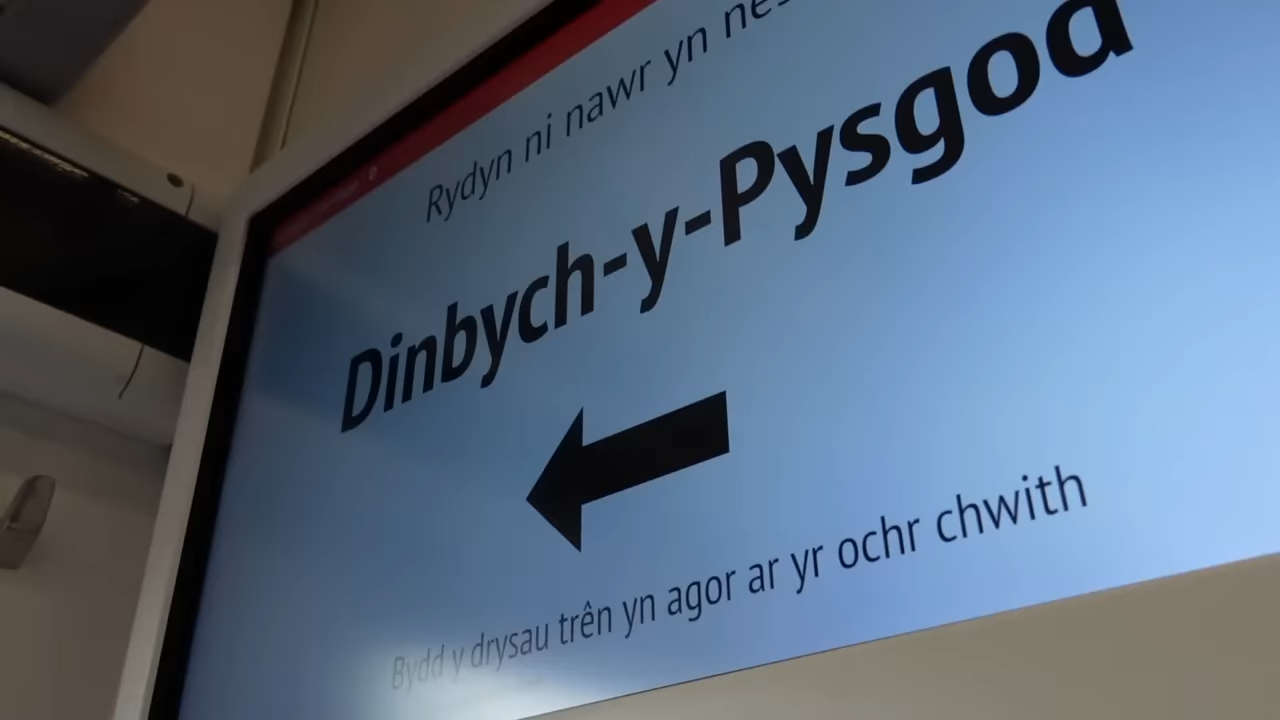 Rydyn ni nawr yn
Dinbych-y-Pysgod
Bydd y drysau trên yn agor ar yr ochr chwith